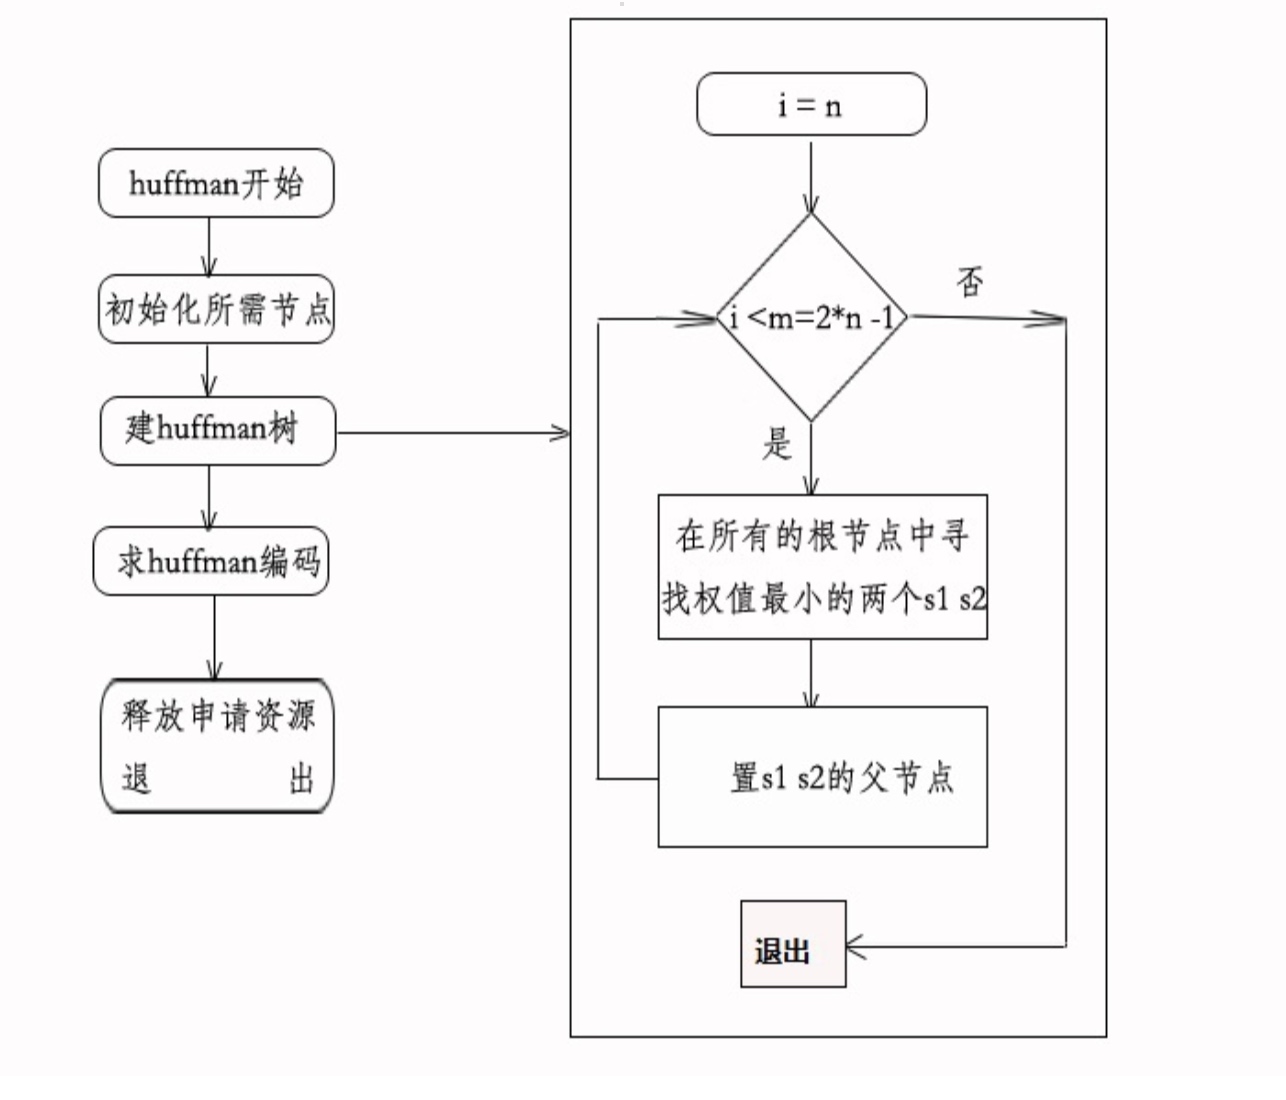 huffman开始
初始化所需节点
建huffman树
求huffman编码
释放申请资源
退 出
i = n
i <m=2*n -1
否
是
在所有的根节点中寻
找权值最小的两个s1 s2
置s1 s2的父节点
退出